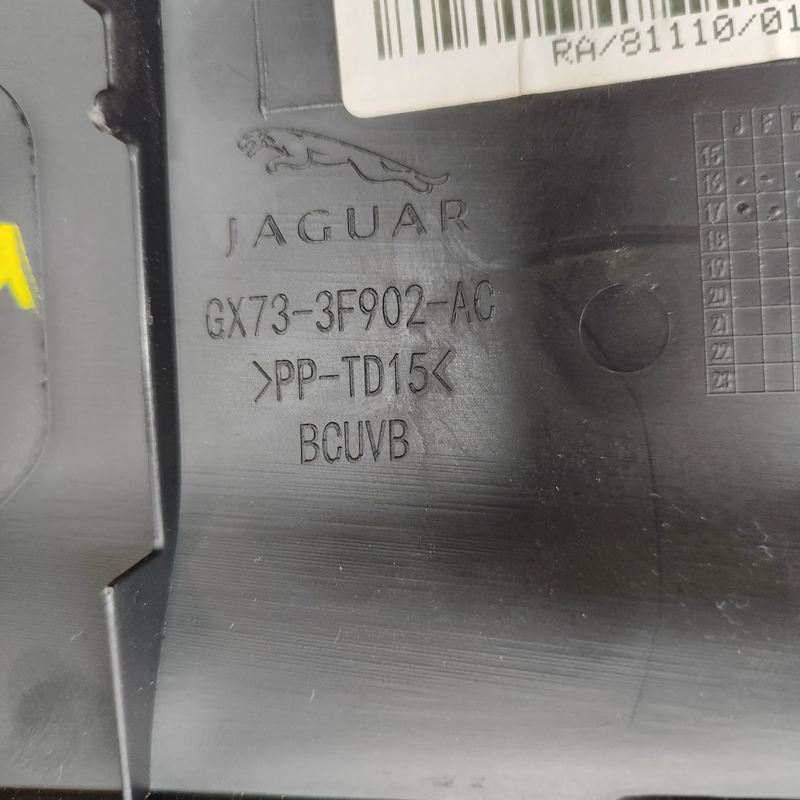 RA/81110/01
JAGUAR
GX73-3F902-AC
>PP-TD15<
BCUVB
J F
15
16
17
18
19
20
21
22
23